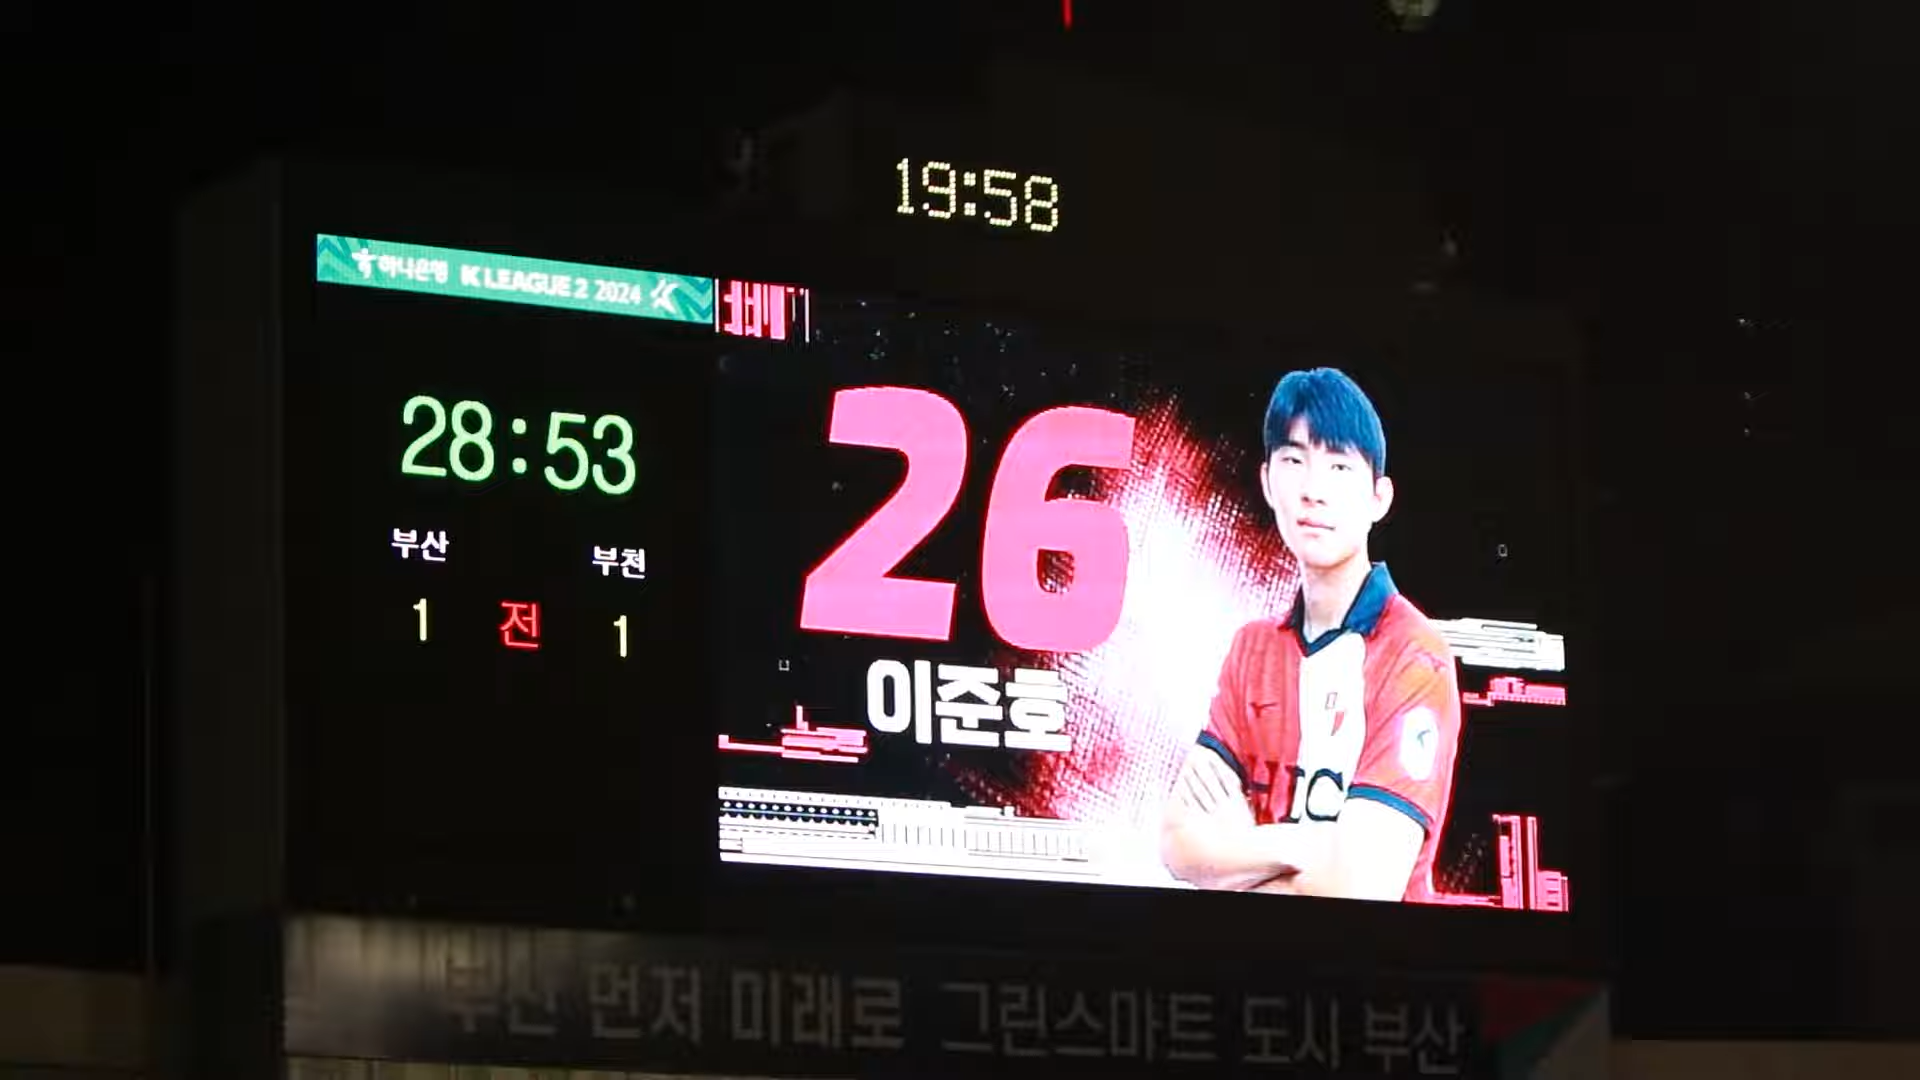 19:58
하나은행 K LEAGUE 2 2024
28:53
부산 부천
1 전 1
26
이준호
HIC
부산 먼저 미래로 그린스마트 도시 부산